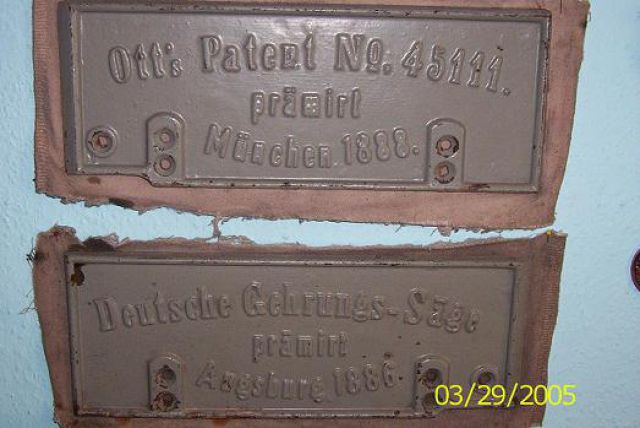 Ott's Patent No. 45111.
prämirt
München 1888.
Deutsche Gehrungs-Säge
prämirt
Augsburg 1886.
03/29/2005